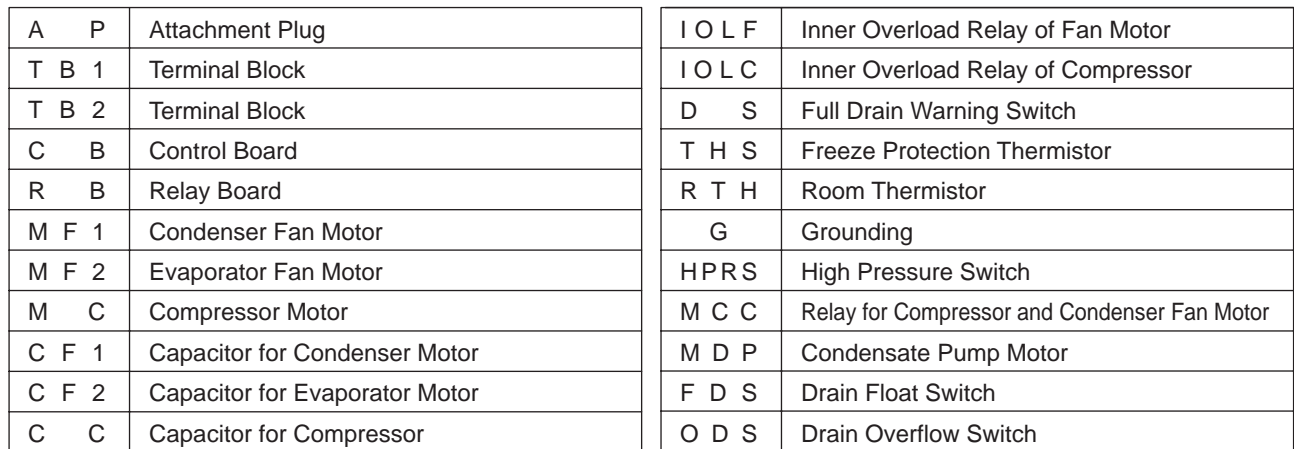 A P Attachment Plug
T B 1 Terminal Block
T B 2 Terminal Block
C B Control Board
R B Relay Board
M F 1 Condenser Fan Motor
M F 2 Evaporator Fan Motor
M C Compressor Motor
C F 1 Capacitor for Condenser Motor
C F 2 Capacitor for Evaporator Motor
C C Capacitor for Compressor
I O L F Inner Overload Relay of Fan Motor
I O L C Inner Overload Relay of Compressor
D S Full Drain Warning Switch
T H S Freeze Protection Thermistor
R T H Room Thermistor
G Grounding
HPRS High Pressure Switch
M C C Relay for Compressor and Condenser Fan Motor
M D P Condensate Pump Motor
F D S Drain Float Switch
O D S Drain Overflow Switch